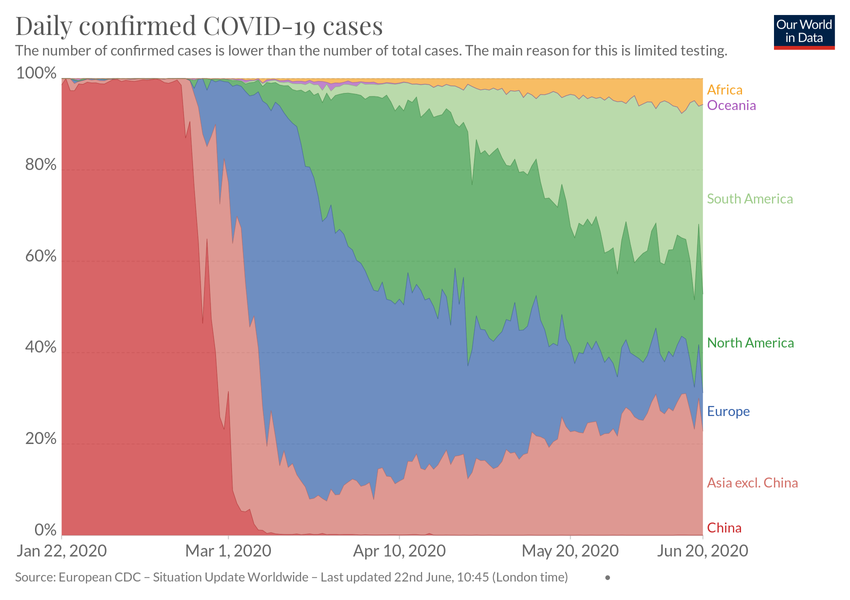 Daily confirmed COVID-19 cases
Our World
in Data
The number of confirmed cases is lower than the number of total cases. The main reason for this is limited testing.
100%
80%
60%
40%
20%
0%
Africa
Oceania
South America
North America
Europe
Asia excl. China
China
Jan 22, 2020
Mar 1, 2020
Apr 10, 2020
May 20, 2020
Jun 20, 2020
Source: European CDC – Situation Update Worldwide – Last updated 22nd June, 10:45 (London time)